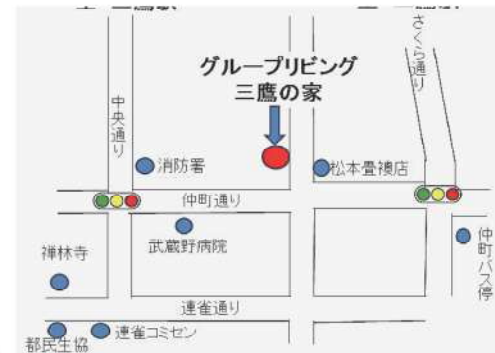 さくら通り
グループリビング
三鷹の家
中央通り
消防署
松本畳襖店
仲町通り
武蔵野病院
禅林寺
仲町バス停
連雀通り
都民生協
連雀コミセン